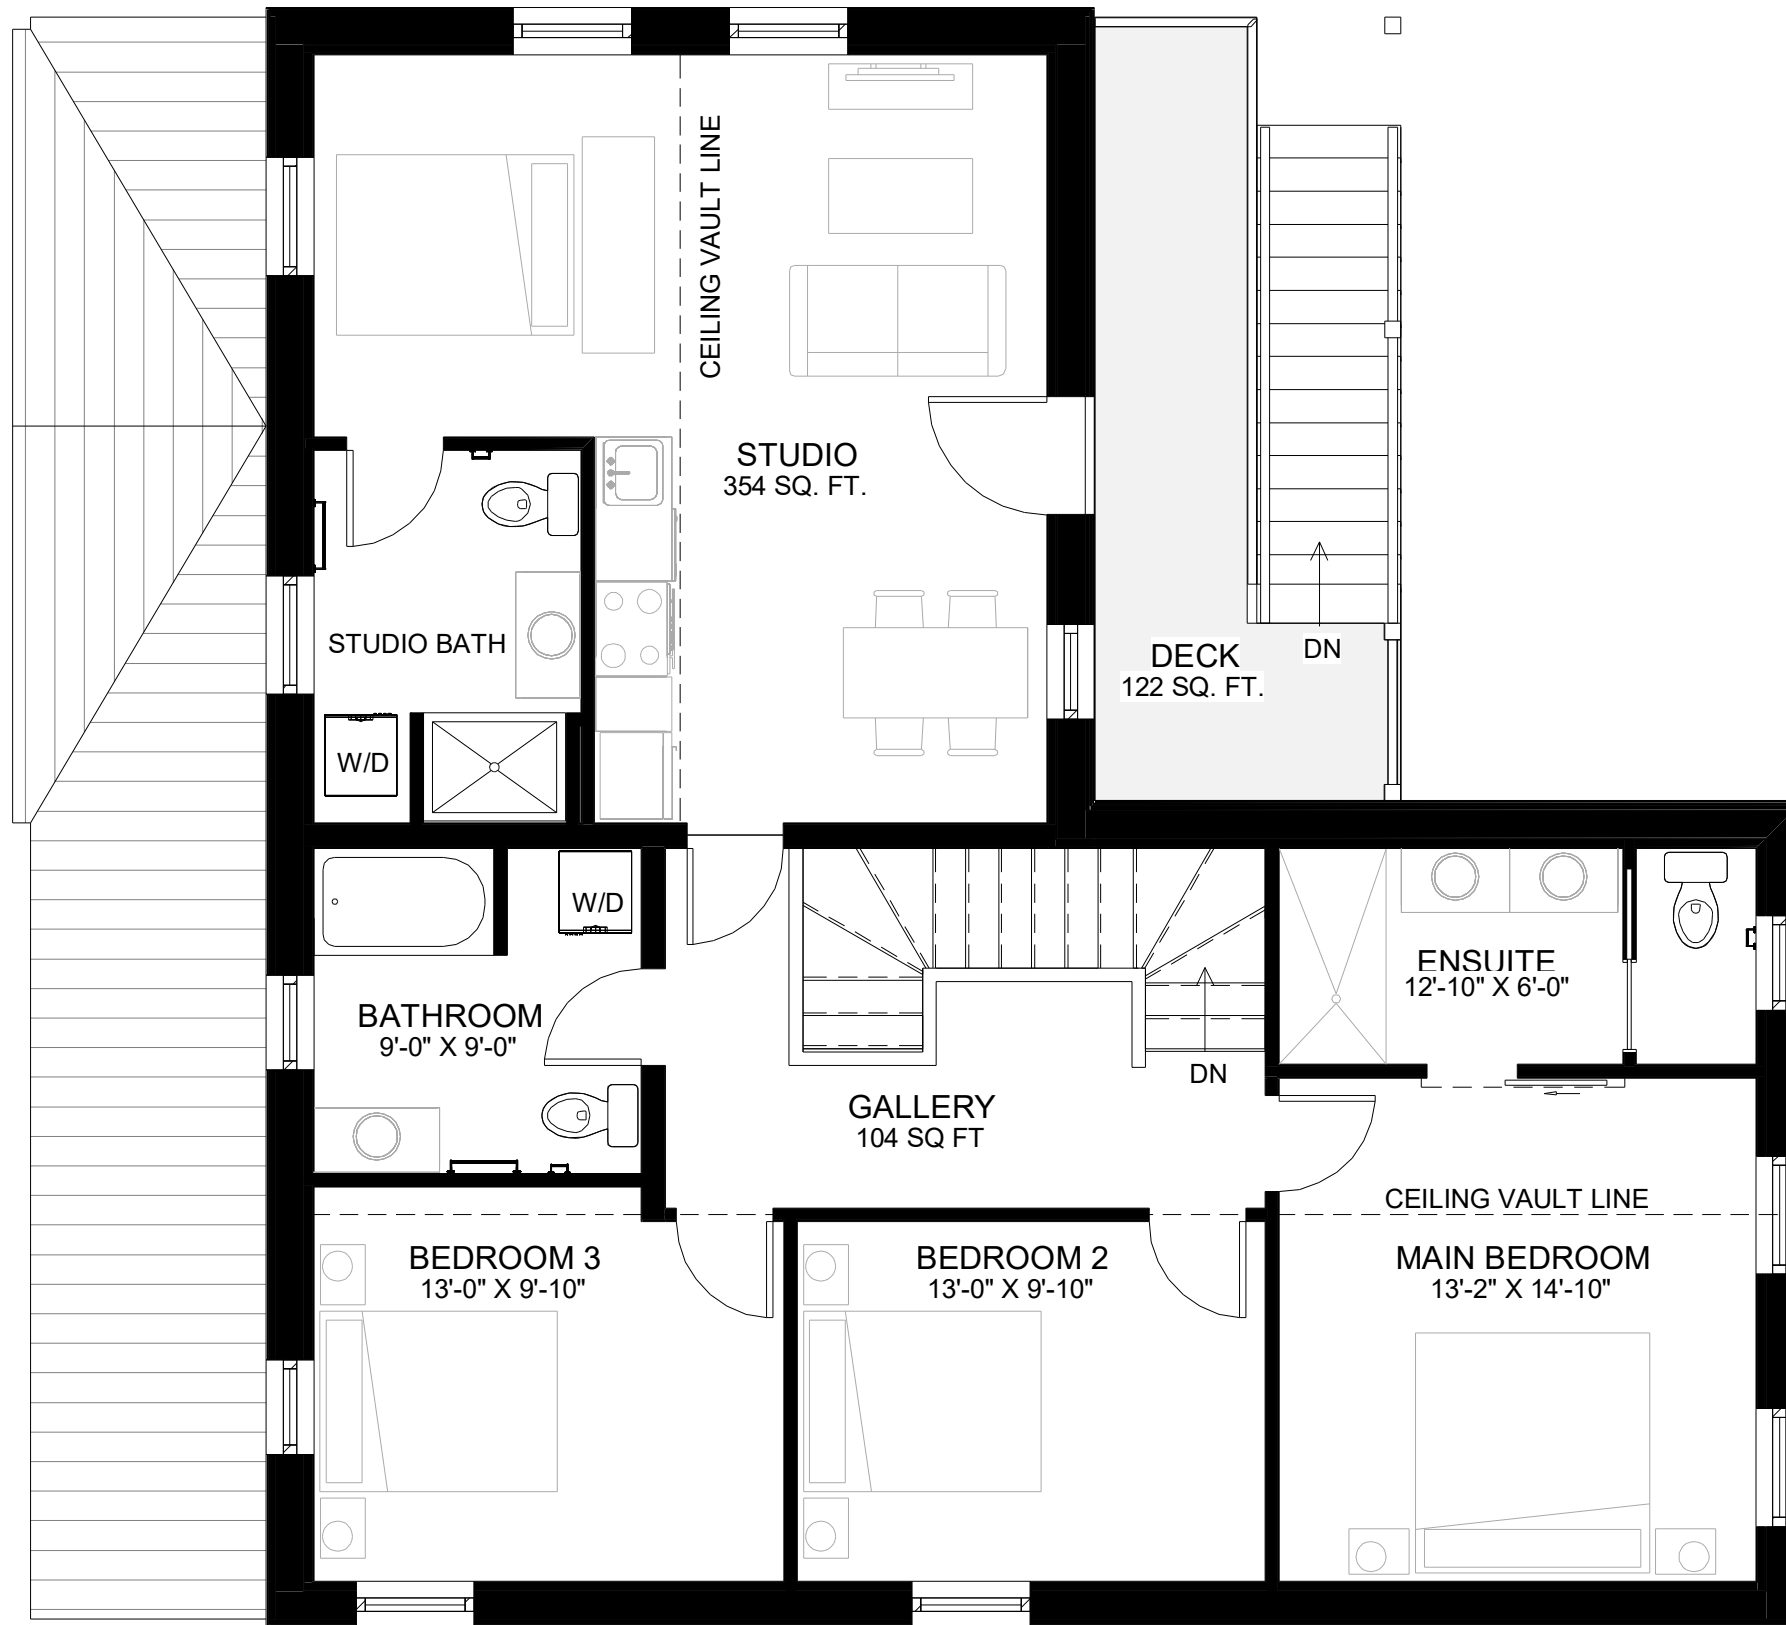 CEILING VAULT LINE
STUDIO
354 SQ. FT.
STUDIO BATH
DECK
122 SQ. FT.
DN
W/D
W/D
BATHROOM
9'-0" X 9'-0"
ENSUITE
12'-10" X 6'-0"
DN
GALLERY
104 SQ FT
CEILING VAULT LINE
BEDROOM 3
13'-0" X 9'-10"
BEDROOM 2
13'-0" X 9'-10"
MAIN BEDROOM
13'-2" X 14'-10"